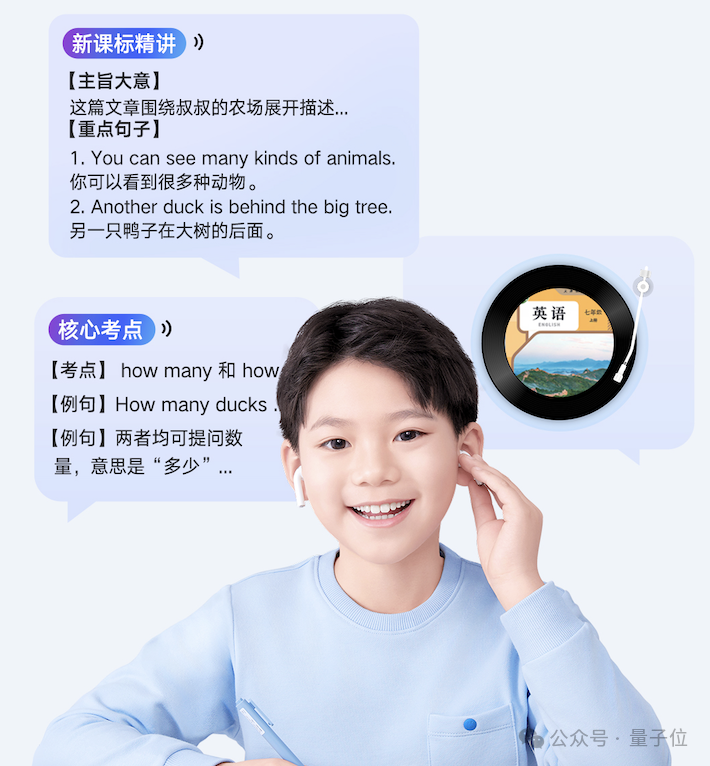 新课标精讲
【主旨大意】
这篇文章围绕叔叔的农场展开描述...
【重点句子】
1. You can see many kinds of animals.
你可以看到很多种动物。
2. Another duck is behind the big tree.
另一只鸭子在大树的后面。
英语
ENGLISH
七年级
上册
核心考点
【考点】 how many 和 how
【例句】How many ducks .
【例句】两者均可提问数
量，意思是“多少”...
公众号 · 量子位